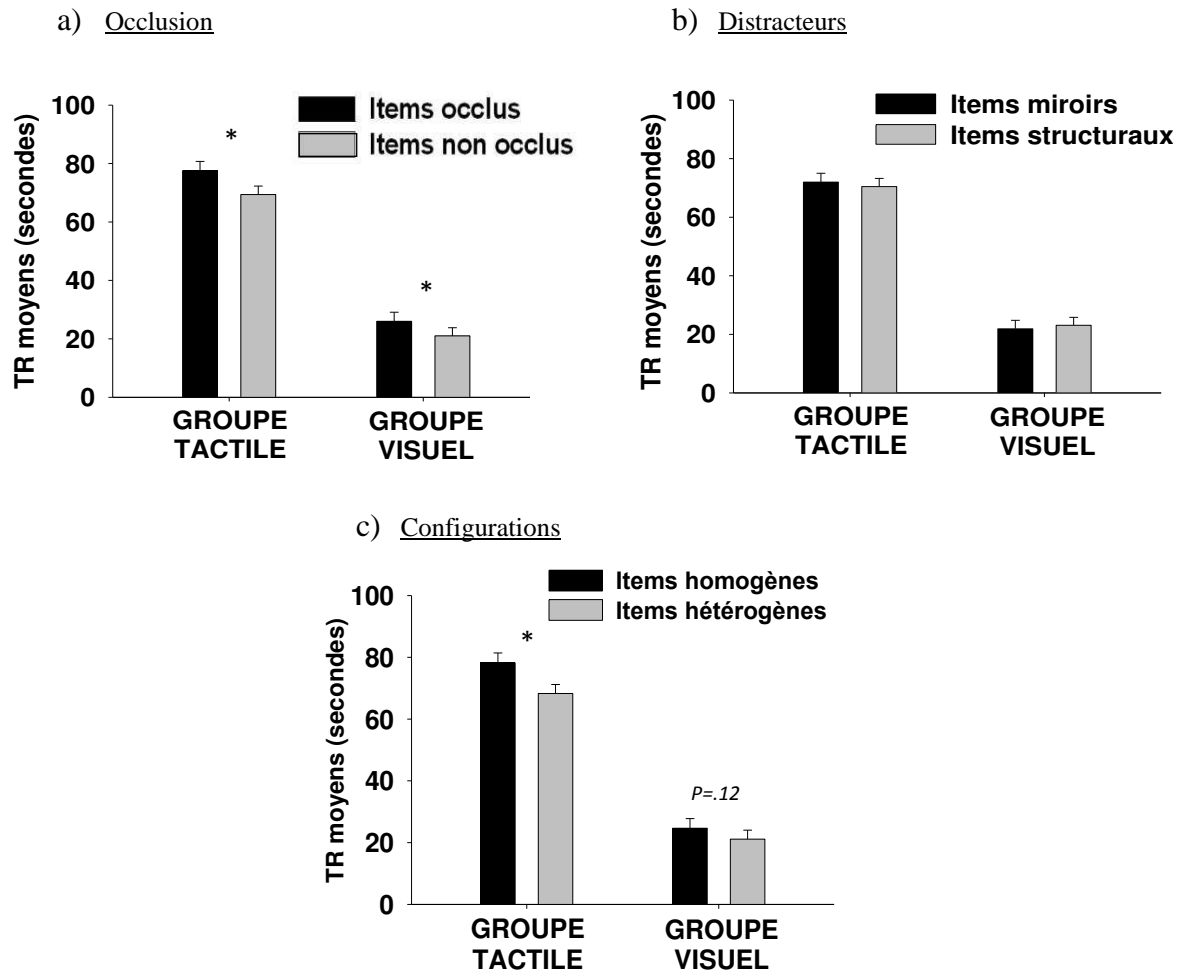 a) Occlusion
Items occlus
Items non occlus
TR moyens (secondes)
100
80
60
40
20
0
*
*
GROUPE
TACTILE
GROUPE
VISUEL
b) Distracteurs
Items miroirs
Items structuraux
TR moyens (secondes)
100
80
60
40
20
0
GROUPE
TACTILE
GROUPE
VISUEL
c) Configurations
Items homogènes
Items hétérogènes
TR moyens (secondes)
100
80
60
40
20
0
*
P=.12
GROUPE
TACTILE
GROUPE
VISUEL